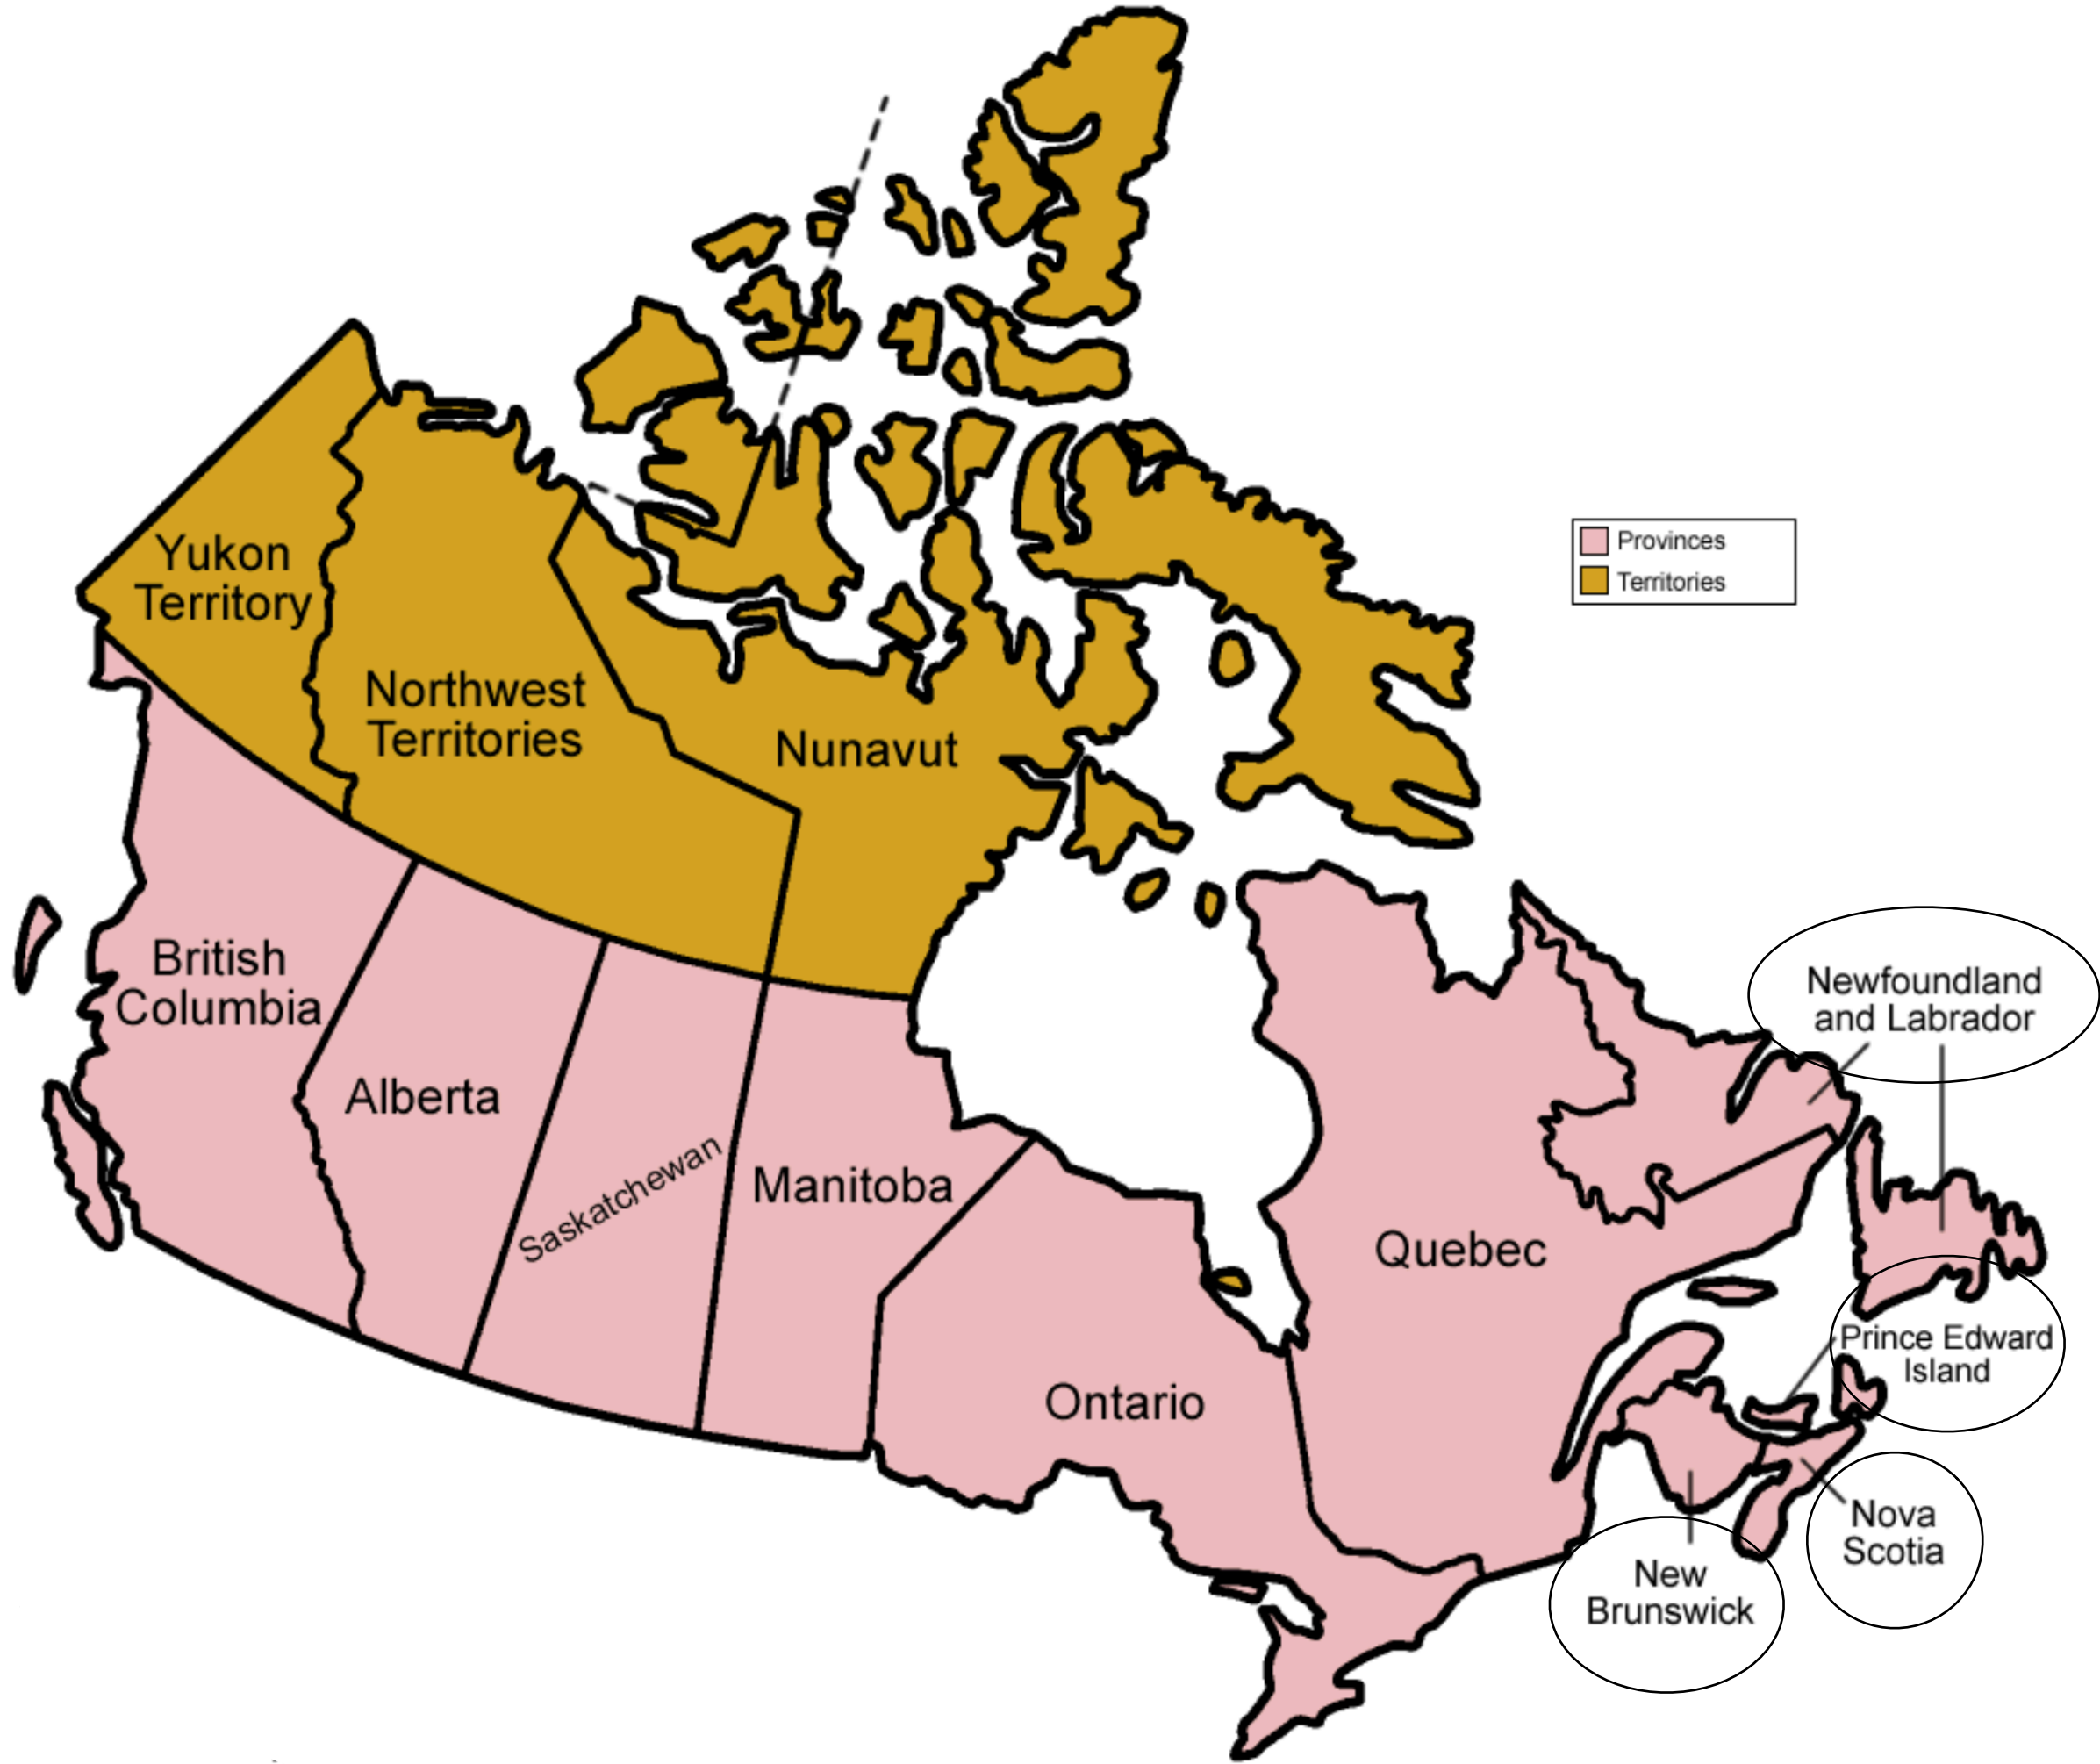 Provinces
Territories
Yukon
Territory
Northwest
Territories
Nunavut
British
Columbia
Alberta
Saskatchewan
Manitoba
Ontario
Quebec
Newfoundland
and Labrador
Prince Edward
Island
Nova
Scotia
New
Brunswick